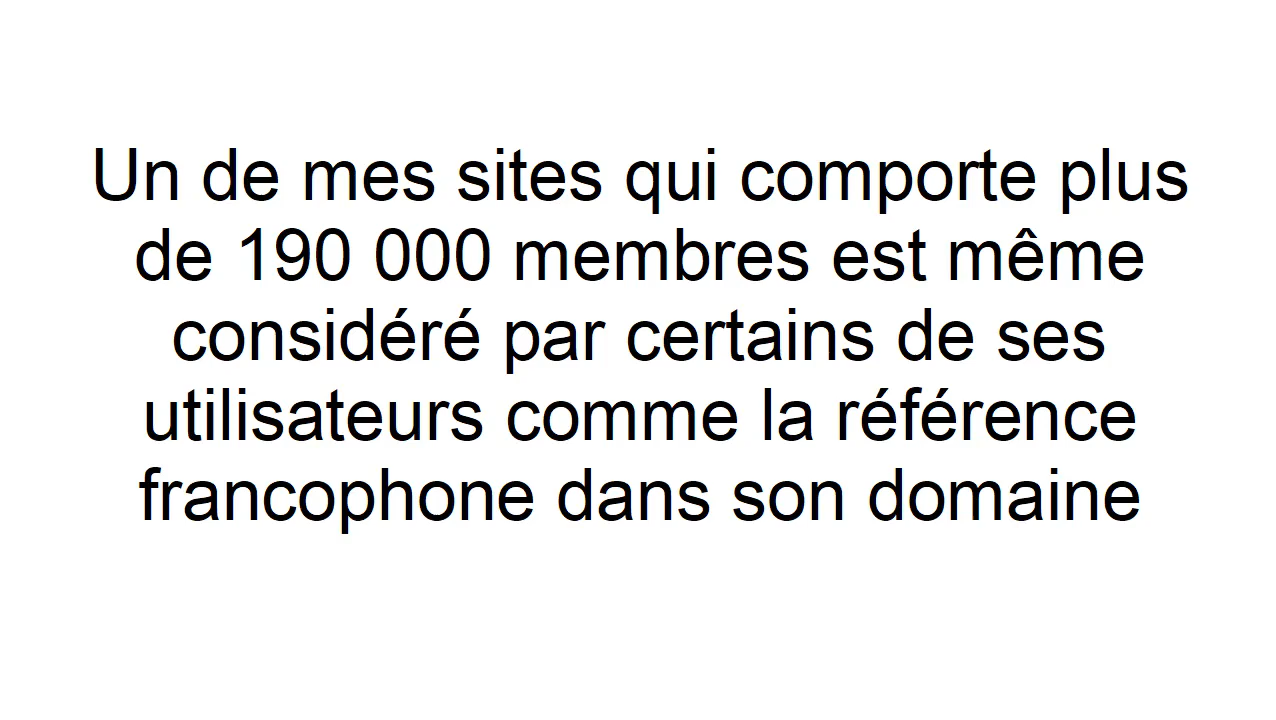 Un de mes sites qui comporte plus
de 190 000 membres est même
considéré par certains de ses
utilisateurs comme la référence
francophone dans son domaine